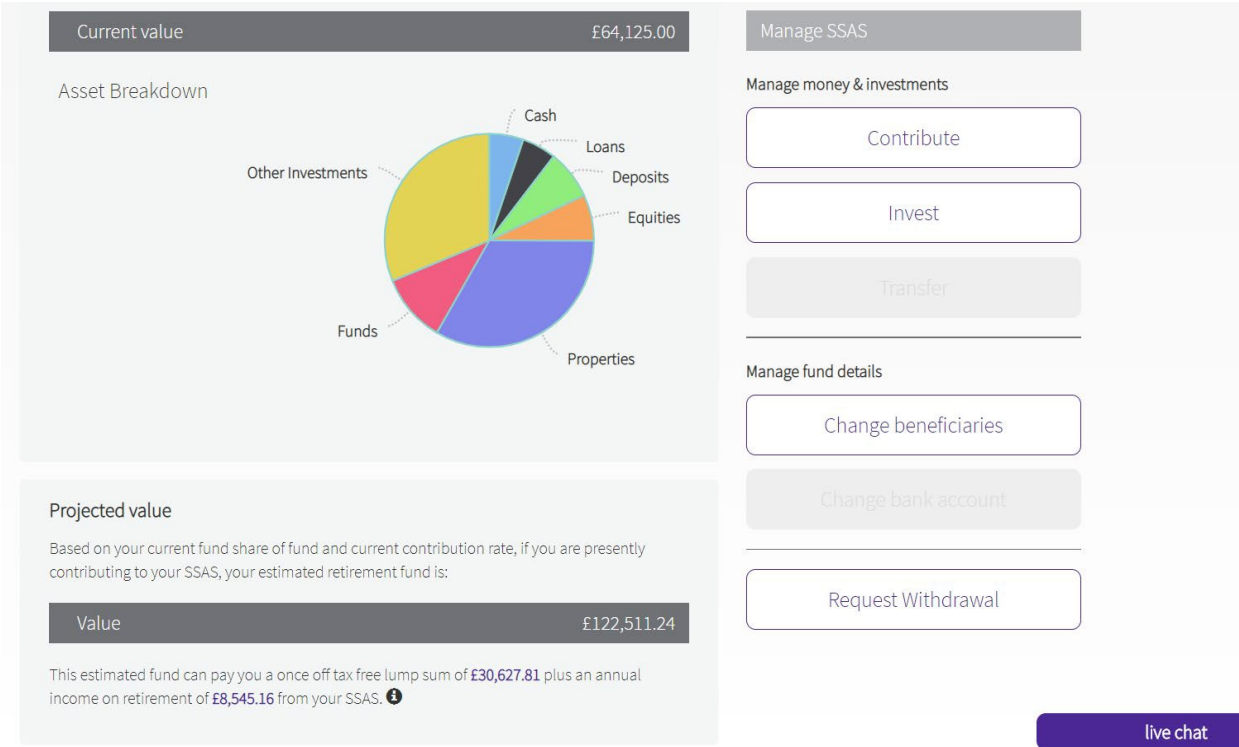 Current value £64,125.00
Asset Breakdown
Cash
Loans
Other Investments
Deposits
Equities
Funds
Properties
Projected value
Based on your current fund share of fund and current contribution rate, if you are presently
contributing to your SSAS, your estimated retirement fund is:
Value £122,511.24
This estimated fund can pay you a once off tax free lump sum of £30,627.81 plus an annual
income on retirement of £8,545.16 from your SSAS.
Manage SSAS
Manage money & investments
Contribute
Invest
Transfer
Manage fund details
Change beneficiaries
Change bank account
Request Withdrawal
live chat